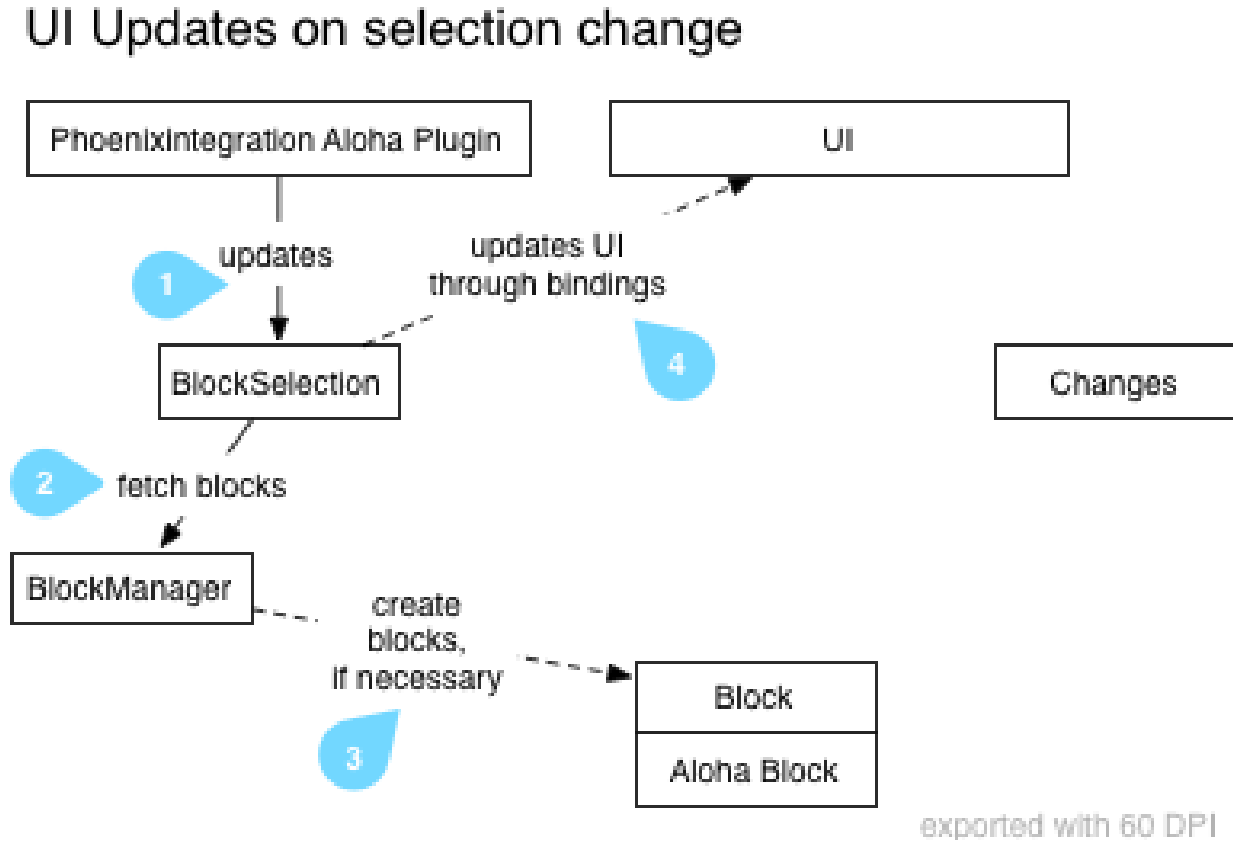 UI Updates on selection change
PhoenixIntegration Aloha Plugin
UI
updates
1
updates UI
through bindings
4
BlockSelection
Changes
2
fetch blocks
BlockManager
create
blocks,
if necessary
3
Block
Aloha Block
exported with 60 DPI